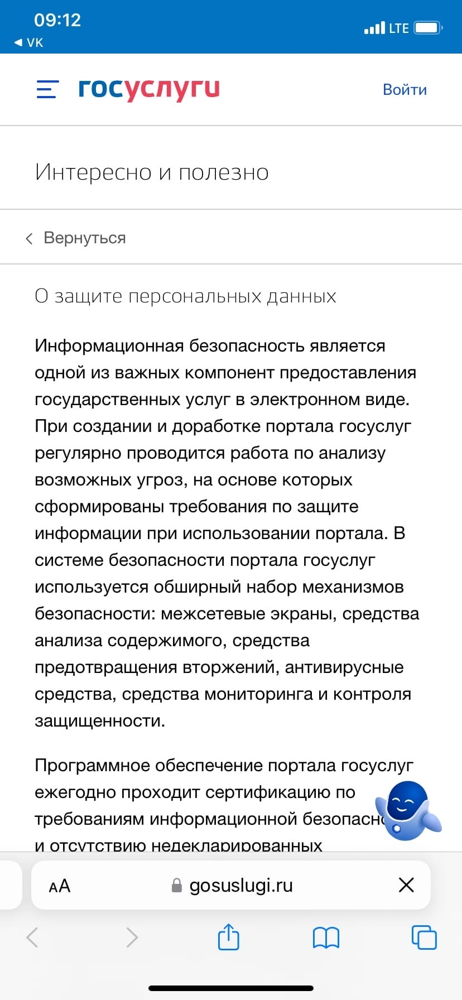 09:12
LTE
◀ VK
госуслуги
Войти
Интересно и полезно
Вернуться
О защите персональных данных
Информационная безопасность является
одной из важных компонент предоставления
государственных услуг в электронном виде.
При создании и доработке портала госуслуг
регулярно проводится работа по анализу
возможных угроз, на основе которых
сформированы требования по защите
информации при использовании портала. В
системе безопасности портала госуслуг
используется обширный набор механизмов
безопасности: межсетевые экраны, средства
анализа содержимого, средства
предотвращения вторжений, антивирусные
средства, средства мониторинга и контроля
защищенности.
Программное обеспечение портала госуслуг
ежегодно проходит сертификацию по
требованиям информационной безопасно
и отсутствию недекларированных
AA
gosuslugi.ru